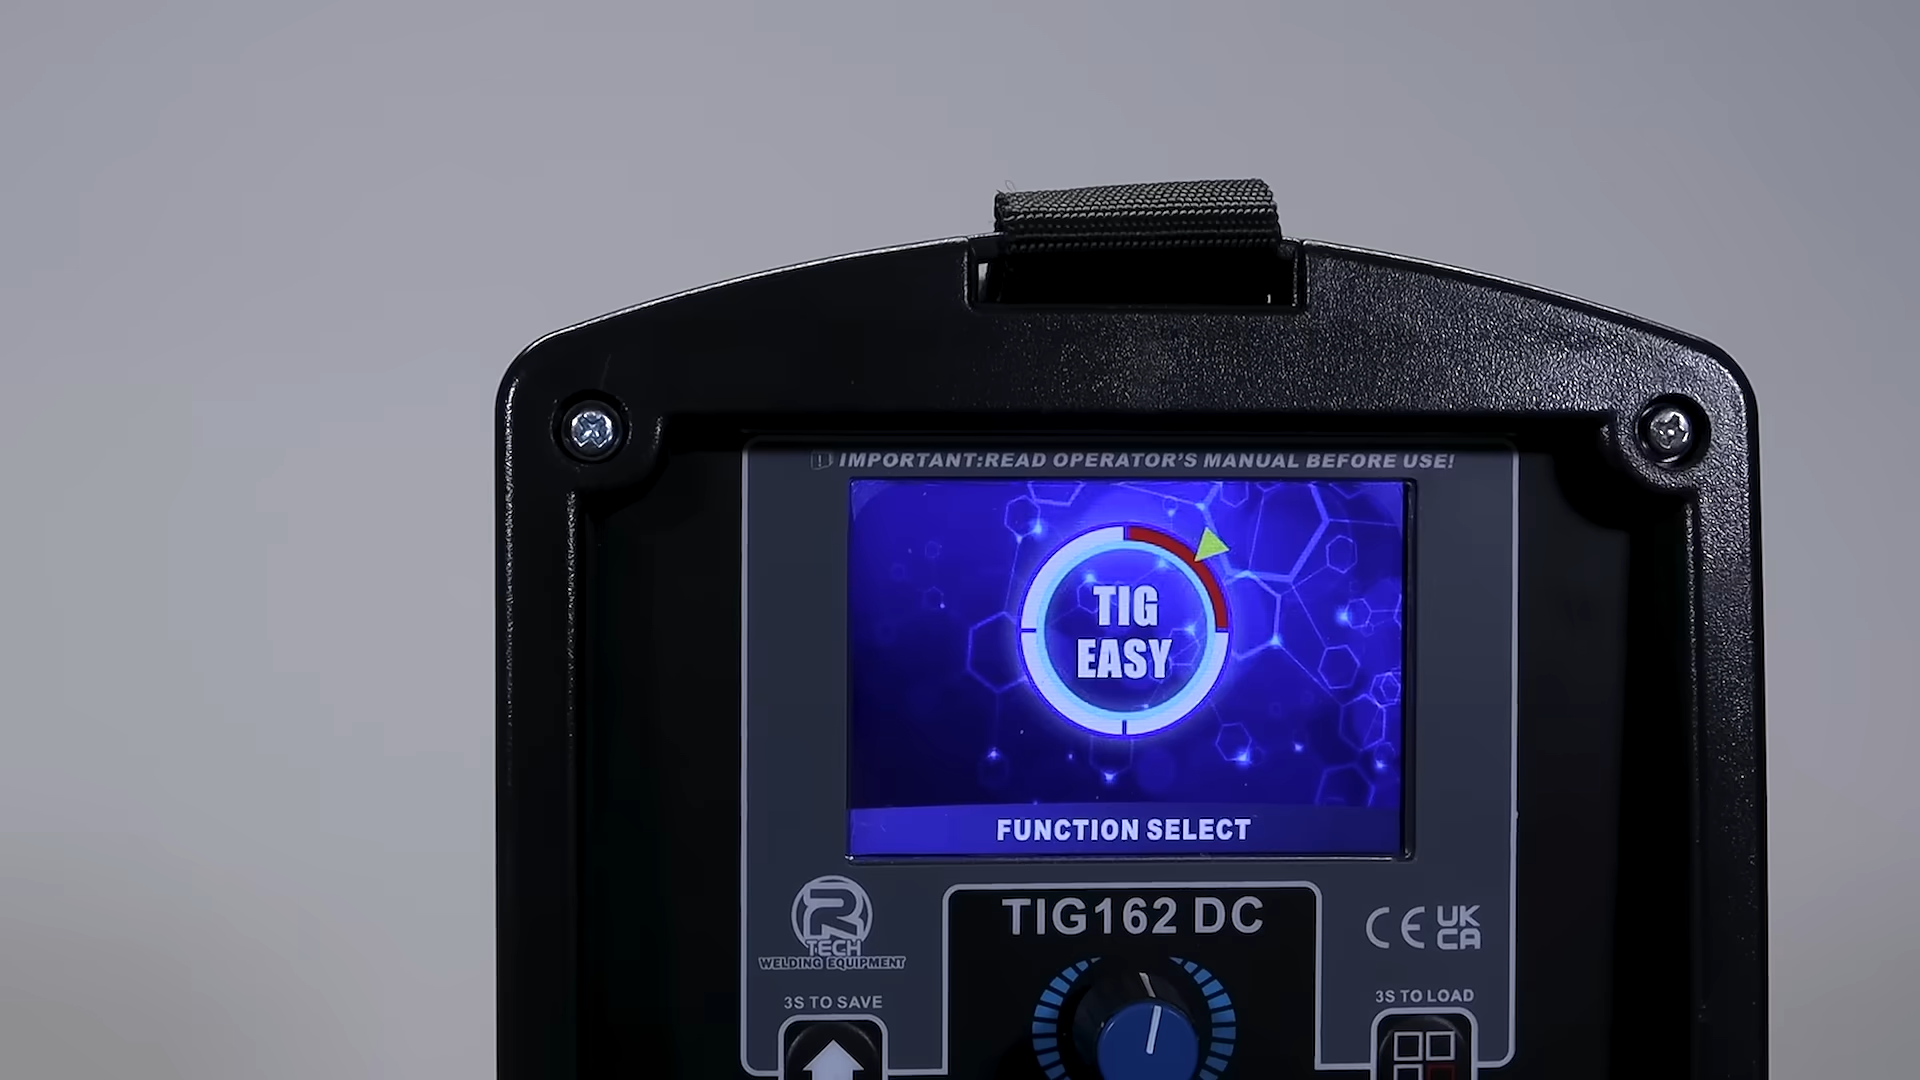 IMPORTANT:READ OPERATOR'S MANUAL BEFORE USE!
TIG
EASY
FUNCTION SELECT
R
TECH
WELDING EQUIPMENT
TIG162 DC
CE UK
CA
3S TO SAVE
3S TO LOAD